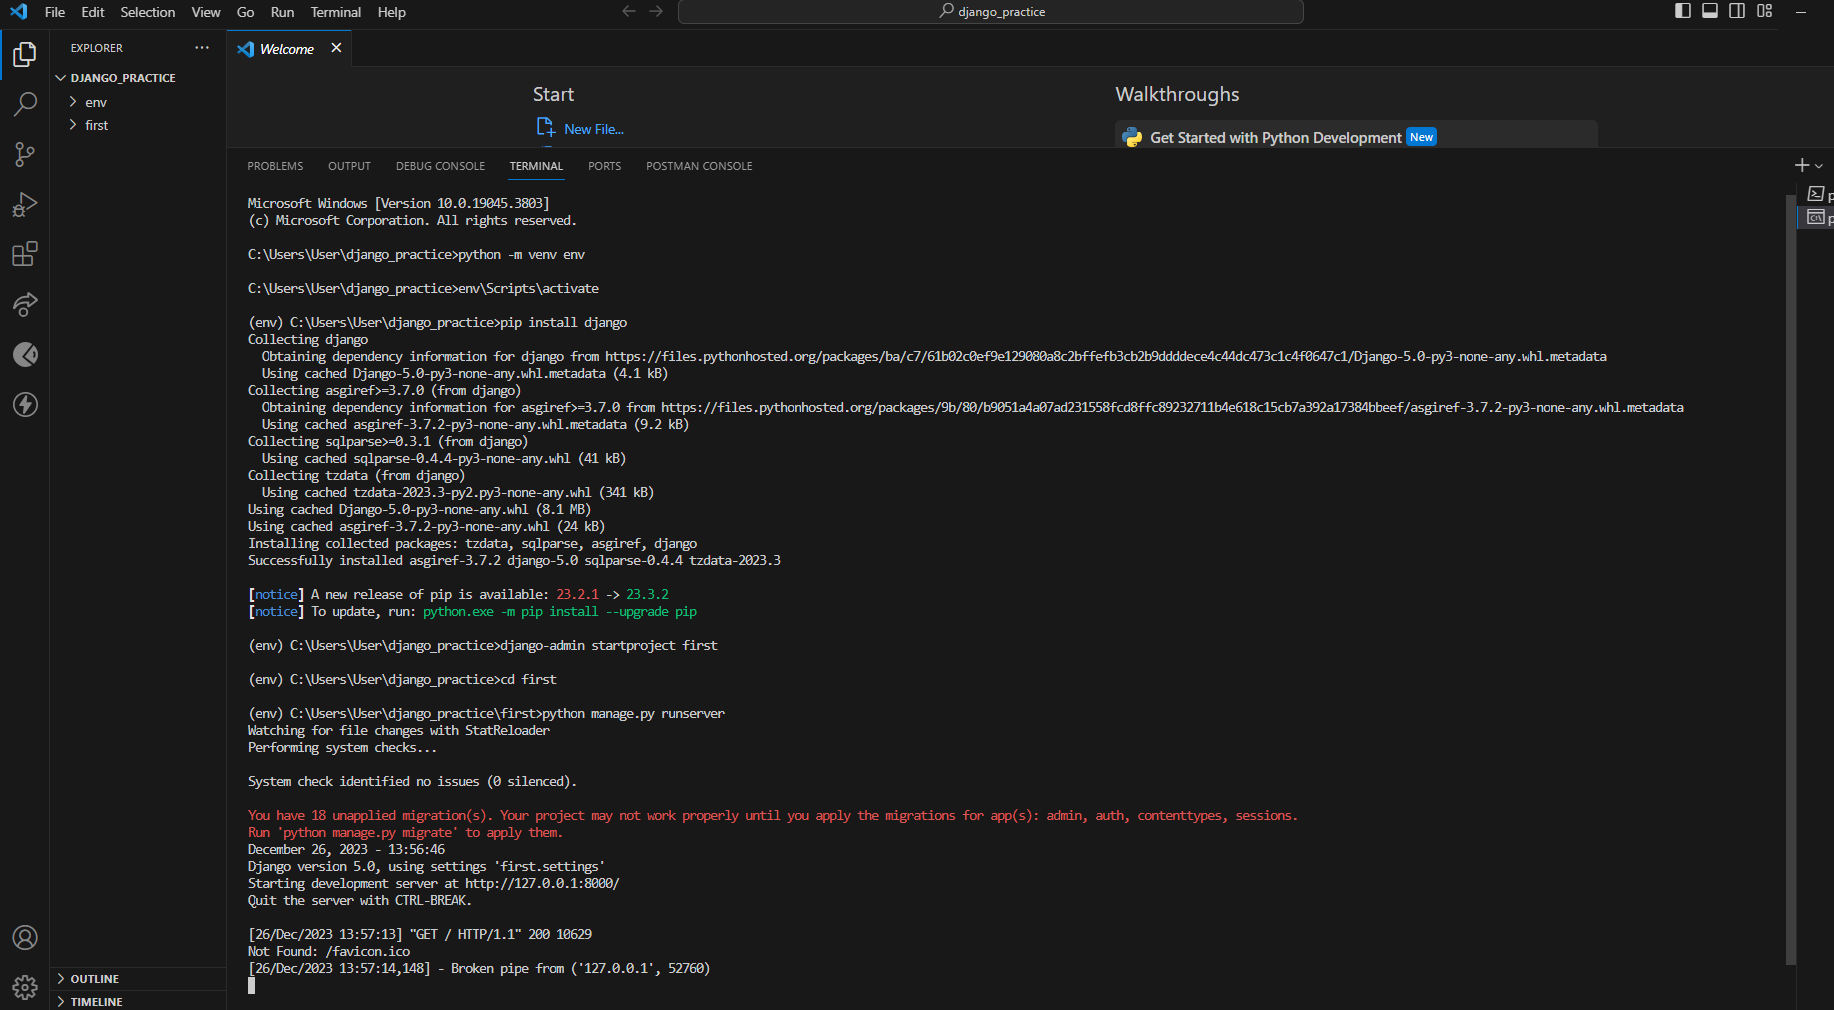 File Edit Selection View Go Run Terminal Help
django_practice
EXPLORER
DJANGO_PRACTICE
env
first
OUTLINE
TIMELINE
Welcome
Start
New File...
Walkthroughs
Get Started with Python Development New
PROBLEMS OUTPUT DEBUG CONSOLE TERMINAL PORTS POSTMAN CONSOLE
Microsoft Windows [Version 10.0.19045.3803]
(c) Microsoft Corporation. All rights reserved.
C:\Users\User\django_practice>python -m venv env
C:\Users\User\django_practice>env\Scripts\activate
(env) C:\Users\User\django_practice>pip install django
Collecting django
Obtaining dependency information for django from https://files.pythonhosted.org/packages/ba/c7/61b02c0ef9e129080a8c2bffefb3cb2b9ddddece4c44dc473c1c4f0647c1/Django-5.0-py3-none-any.whl.metadata
Using cached Django-5.0-py3-none-any.whl.metadata (4.1 kB)
Collecting asgiref>=3.7.0 (from django)
Obtaining dependency information for asgiref>=3.7.0 from https://files.pythonhosted.org/packages/9b/80/b9051a4a07ad231558fcd8ffc89232711b4e618c15cb7a392a17384bbeef/asgiref-3.7.2-py3-none-any.whl.metadata
Using cached asgiref-3.7.2-py3-none-any.whl.metadata (9.2 kB)
Collecting sqlparse>=0.3.1 (from django)
Using cached sqlparse-0.4.4-py3-none-any.whl (41 kB)
Collecting tzdata (from django)
Using cached tzdata-2023.3-py2.py3-none-any.whl (341 kB)
Using cached Django-5.0-py3-none-any.whl (8.1 MB)
Using cached asgiref-3.7.2-py3-none-any.whl (24 kB)
Installing collected packages: tzdata, sqlparse, asgiref, django
Successfully installed asgiref-3.7.2 django-5.0 sqlparse-0.4.4 tzdata-2023.3
[notice] A new release of pip is available: 23.2.1 -> 23.3.2
[notice] To update, run: python.exe -m pip install --upgrade pip
(env) C:\Users\User\django_practice>django-admin startproject first
(env) C:\Users\User\django_practice>cd first
(env) C:\Users\User\django_practice\first>python manage.py runserver
Watching for file changes with StatReloader
Performing system checks...
System check identified no issues (0 silenced).
You have 18 unapplied migration(s). Your project may not work properly until you apply the migrations for app(s): admin, auth, contenttypes, sessions.
Run 'python manage.py migrate' to apply them.
December 26, 2023 - 13:56:46
Django version 5.0, using settings 'first.settings'
Starting development server at http://127.0.0.1:8000/
Quit the server with CTRL-BREAK.
[26/Dec/2023 13:57:13] "GET / HTTP/1.1" 200 10629
Not Found: /favicon.ico
[26/Dec/2023 13:57:14,148] - Broken pipe from ('127.0.0.1', 52760)